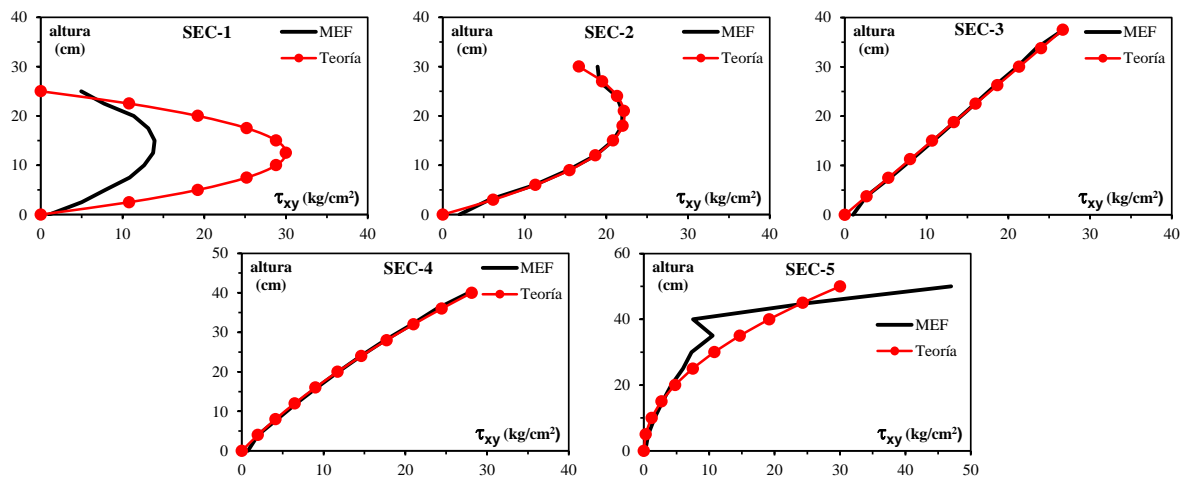 SEC-1
altura
(cm)
MEF
Teoría
τxy (kg/cm²)
40
30
20
10
0
0 10 20 30 40
SEC-2
altura
(cm)
MEF
Teoría
τxy (kg/cm²)
40
30
20
10
0
0 10 20 30 40
SEC-3
altura
(cm)
MEF
Teoría
τxy (kg/cm²)
40
30
20
10
0
0 10 20 30 40
SEC-4
altura
(cm)
MEF
Teoría
τxy (kg/cm²)
50
40
30
20
10
0
0 10 20 30 40
SEC-5
altura
(cm)
MEF
Teoría
τxy (kg/cm²)
60
40
20
0
0 10 20 30 40 50